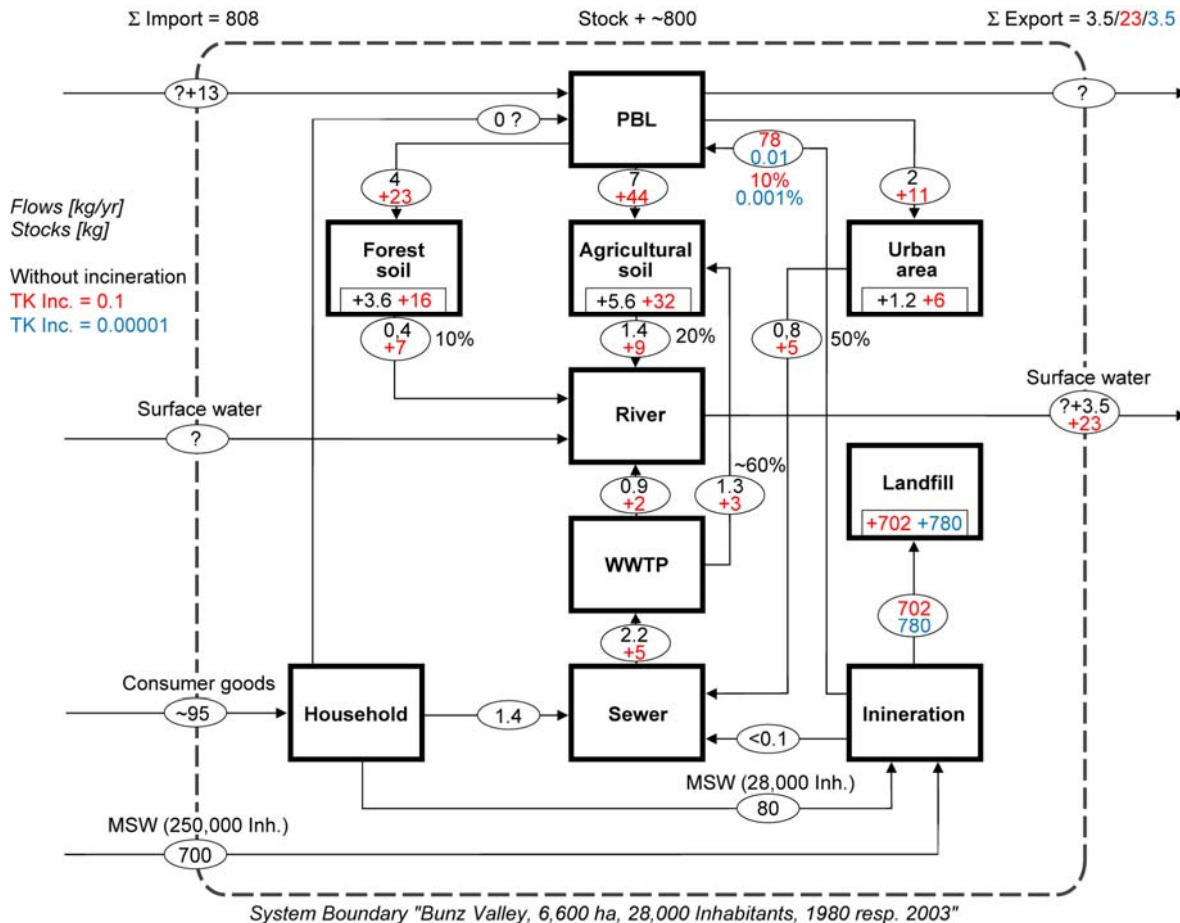 Σ Import = 808
Stock + ~800
Σ Export = 3.5/23/3.5
?+13
PBL
?
0 ?
78
0.01
10%
0.001%
4
+23
7
+44
2
+11
Flows [kg/yr]
Stocks [kg]
Without incineration
TK Inc. = 0.1
TK Inc. = 0.00001
Forest
soil
+3.6 +16
Agricultural
soil
+5.6 +32
Urban
area
+1.2 +6
0,4
+7
10%
1.4
+9
20%
0,8
+5
50%
Surface water
?
River
Surface water
?+3.5
+23
~60%
0.9
+2
1.3
+3
Landfill
+702 +780
WWTP
702
780
2.2
+5
Consumer goods
~95
Household
1.4
Sewer
<0.1
Inineration
MSW (28,000 Inh.)
80
MSW (250,000 Inh.)
700
System Boundary "Bunz Valley, 6,600 ha, 28,000 Inhabitants, 1980 resp. 2003"